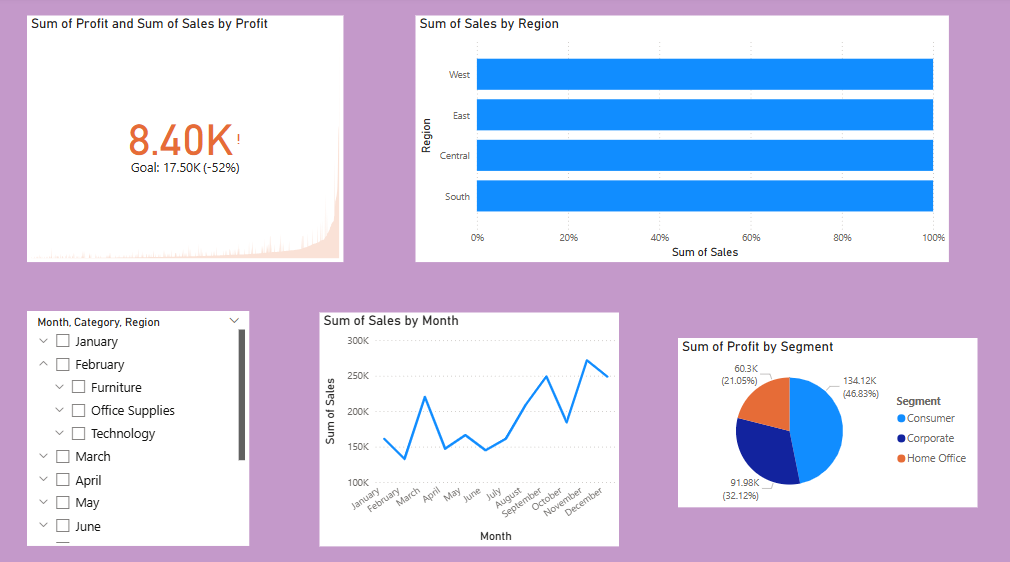 Sum of Profit and Sum of Sales by Profit
8.40K!
Goal: 17.50K (-52%)
Sum of Sales by Region
Region
West
East
Central
South
0% 20% 40% 60% 80% 100%
Sum of Sales
Month, Category, Region
January
February
Furniture
Office Supplies
Technology
March
April
May
June
Sum of Sales by Month
Sum of Sales
300K
250K
200K
150K
100K
January February March April May June July August September October November December
Month
Sum of Profit by Segment
60.3K
(21.05%)
134.12K
(46.83%)
91.98K
(32.12%)
Segment
Consumer
Corporate
Home Office